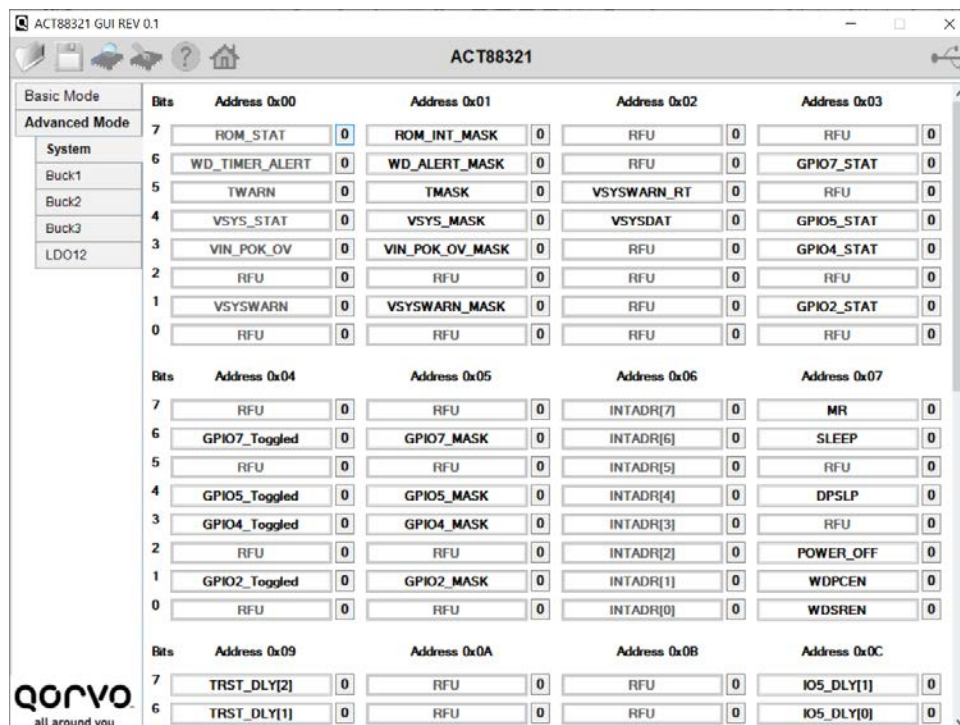 ACT88321 GUI REV 0.1
ACT88321
Basic Mode
Advanced Mode
System
Buck1
Buck2
Buck3
LDO12
Bits Address 0x00 Address 0x01 Address 0x02 Address 0x03
7 ROM_STAT 0 ROM_INT_MASK 0 RFU 0 RFU 0
6 WD_TIMER_ALERT 0 WD_ALERT_MASK 0 RFU 0 GPIO7_STAT 0
5 TWARN 0 TMASK 0 VSYSWARN_RT 0 RFU 0
4 VSYS_STAT 0 VSYS_MASK 0 VSYSDAT 0 GPIO5_STAT 0
3 VIN_POK_OV 0 VIN_POK_OV_MASK 0 RFU 0 GPIO4_STAT 0
2 RFU 0 RFU 0 RFU 0 RFU 0
1 VSYSWARN 0 VSYSWARN_MASK 0 RFU 0 GPIO2_STAT 0
0 RFU 0 RFU 0 RFU 0 RFU 0
Bits Address 0x04 Address 0x05 Address 0x06 Address 0x07
7 RFU 0 RFU 0 INTADR[7] 0 MR 0
6 GPIO7_Toggled 0 GPIO7_MASK 0 INTADR[6] 0 SLEEP 0
5 RFU 0 RFU 0 INTADR[5] 0 RFU 0
4 GPIO5_Toggled 0 GPIO5_MASK 0 INTADR[4] 0 DPSLP 0
3 GPIO4_Toggled 0 GPIO4_MASK 0 INTADR[3] 0 RFU 0
2 RFU 0 RFU 0 INTADR[2] 0 POWER_OFF 0
1 GPIO2_Toggled 0 GPIO2_MASK 0 INTADR[1] 0 WDPCEN 0
0 RFU 0 RFU 0 INTADR[0] 0 WDSREN 0
Bits Address 0x09 Address 0x0A Address 0x0B Address 0x0C
7 TRST_DLY[2] 0 RFU 0 RFU 0 IO5_DLY[1] 0
6 TRST_DLY[1] 0 RFU 0 RFU 0 IO5_DLY[0] 0
QORVO
all around you